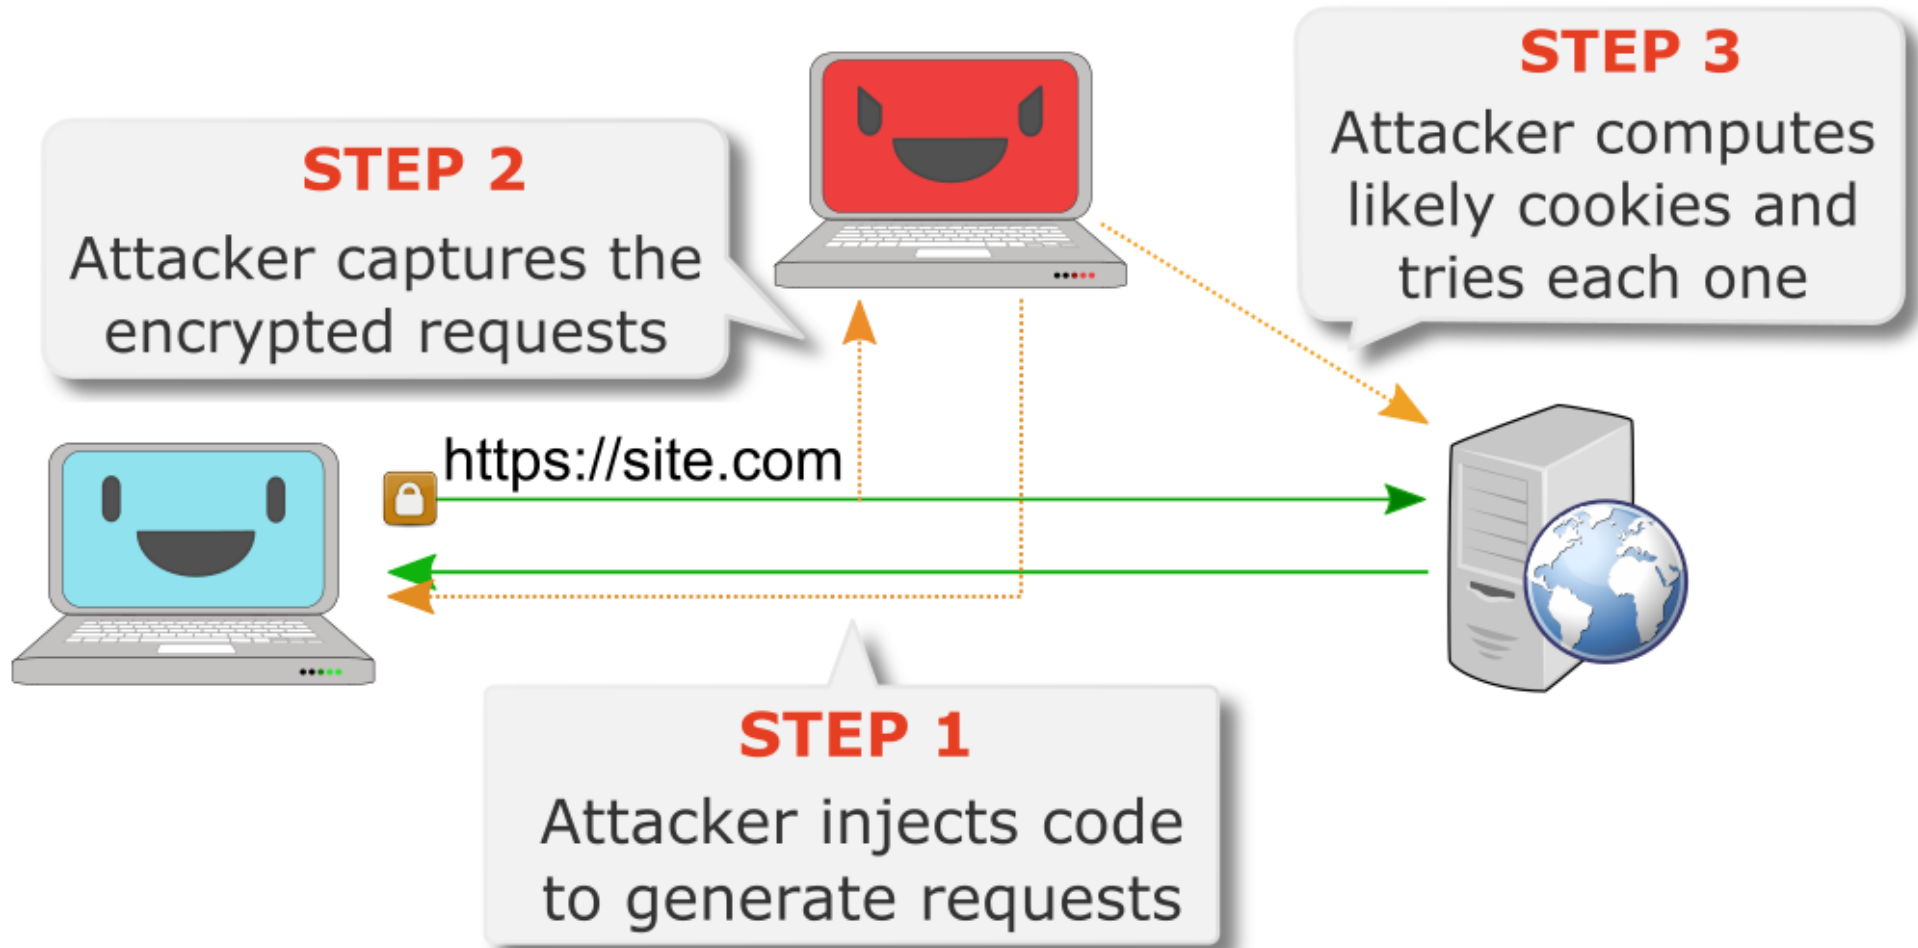 STEP 3
Attacker computes
likely cookies and
tries each one
STEP 2
Attacker captures the
encrypted requests
https://site.com
STEP 1
Attacker injects code
to generate requests